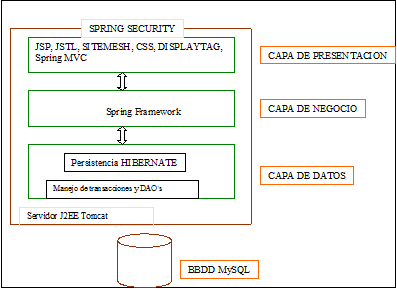 SPRING SECURITY
JSP, JSTL, SITEMESH, CSS, DISPLAYTAG,
Spring MVC
CAPA DE PRESENTACION
Spring Framework
CAPA DE NEGOCIO
Persistencia HIBERNATE
Manejo de transacciones y DAO's
CAPA DE DATOS
Servidor J2EE Tomcat
BBDD MySQL